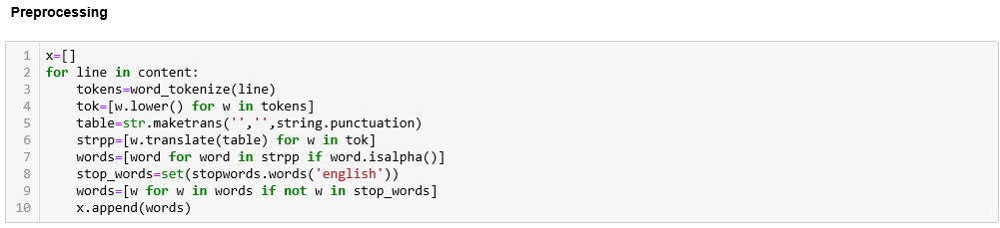 Preprocessing
1 x=[]
2 for line in content:
3     tokens=word_tokenize(line)
4     tok=[w.lower() for w in tokens]
5     table=str.maketrans('','',string.punctuation)
6     strpp=[w.translate(table) for w in tok]
7     words=[word for word in strpp if word.isalpha()]
8     stop_words=set(stopwords.words('english'))
9     words=[w for w in words if not w in stop_words]
10     x.append(words)